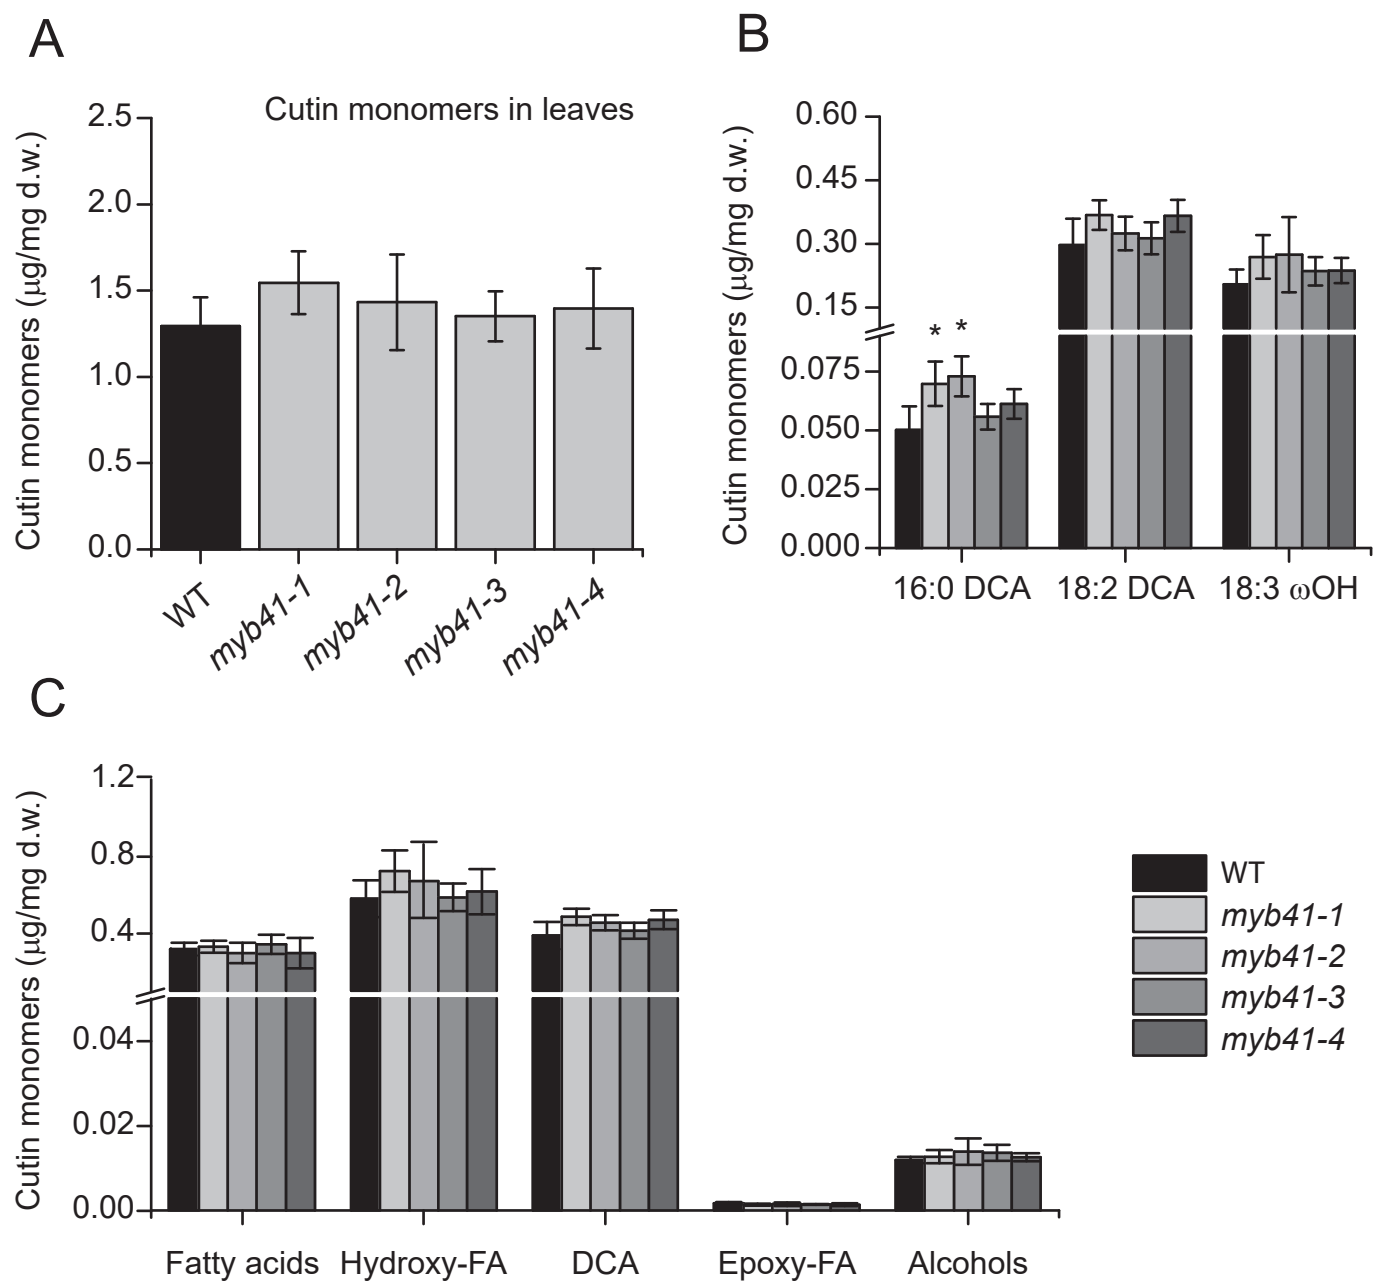 A
Cutin monomers in leaves
Cutin monomers (µg/mg d.w.)
2.5
2.0
1.5
1.0
0.5
0.0
WT
myb41-1
myb41-2
myb41-3
myb41-4
B
Cutin monomers (µg/mg d.w.)
0.60
0.45
0.30
0.15
0.075
0.050
0.025
0.000
* *
16:0 DCA 18:2 DCA 18:3 ωOH
C
Cutin monomers (µg/mg d.w.)
1.2
0.8
0.4
0.04
0.02
0.00
Fatty acids Hydroxy-FA DCA Epoxy-FA Alcohols
WT
myb41-1
myb41-2
myb41-3
myb41-4